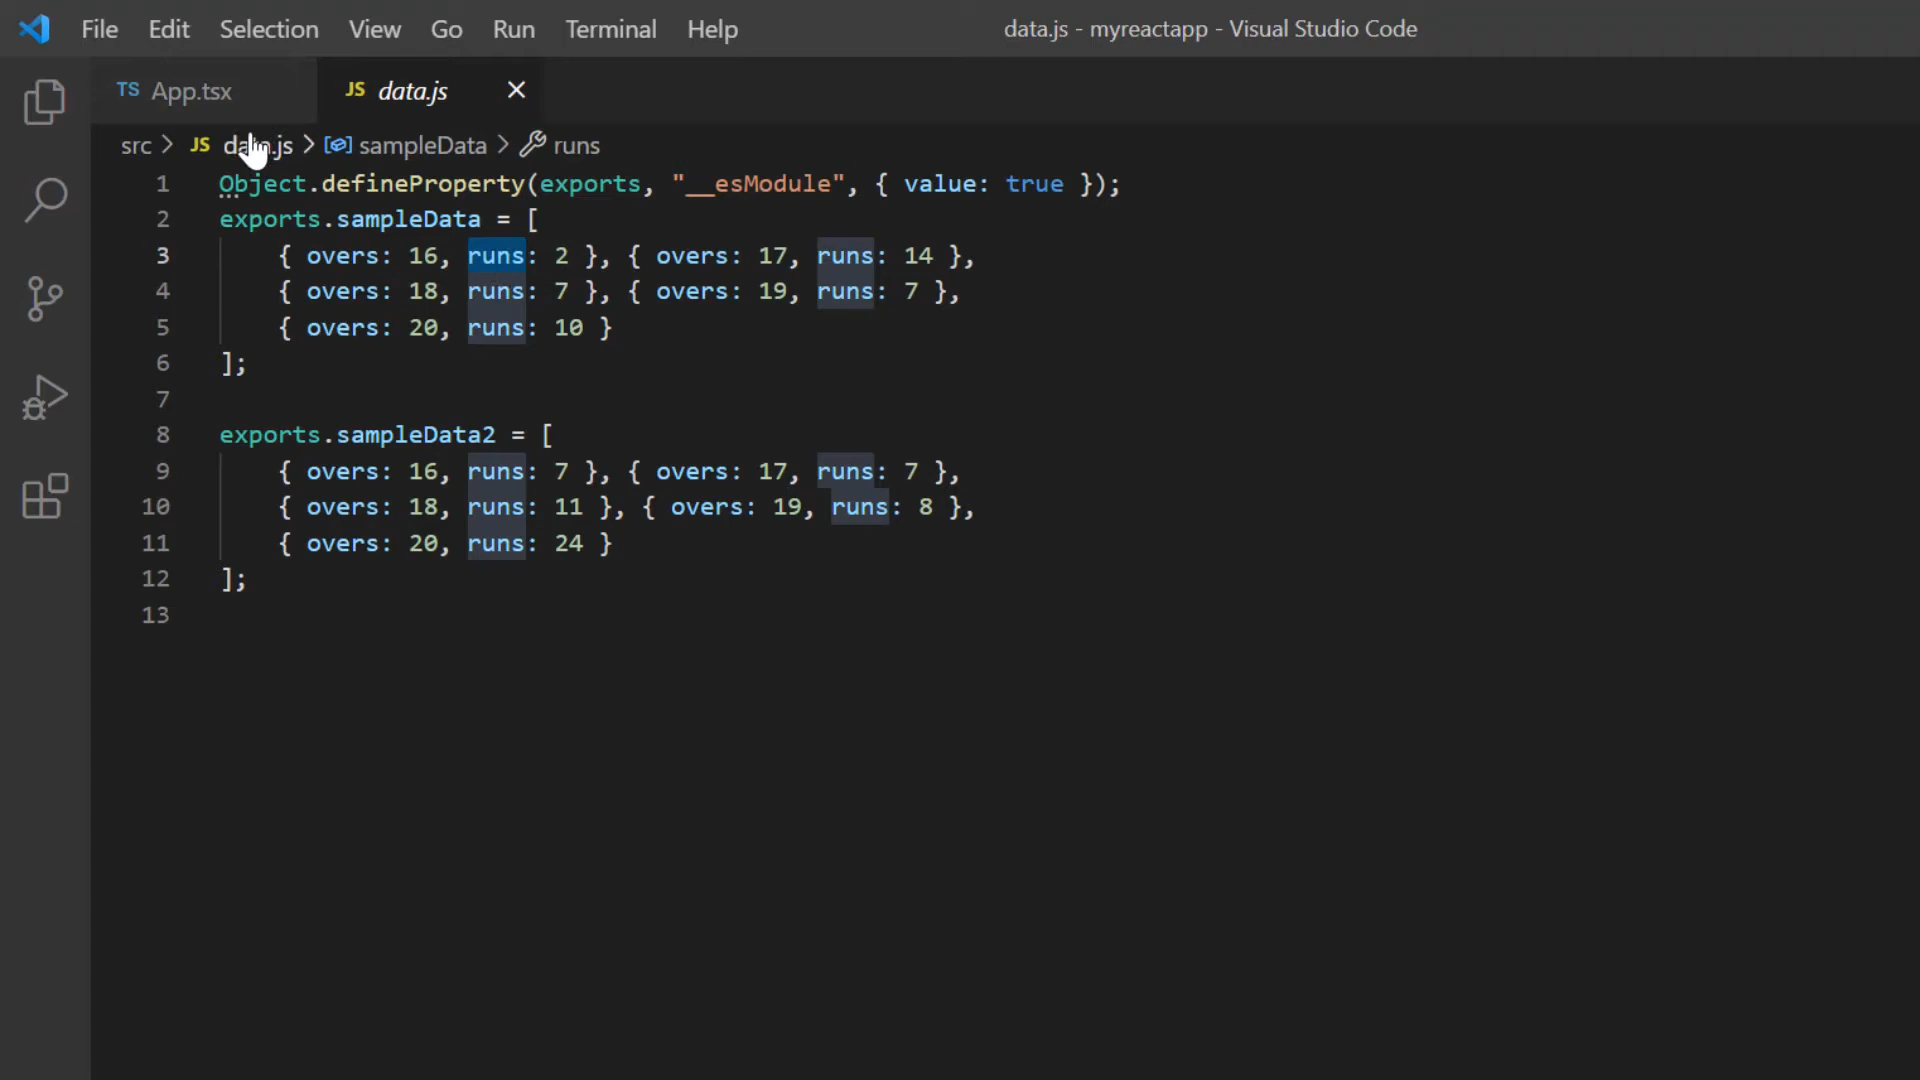 File Edit Selection View Go Run Terminal Help data.js - myreactapp - Visual Studio Code
TS App.tsx JS data.js
src JS data.js sampleData runs
1 Object.defineProperty(exports, "__esModule", { value: true });
2 exports.sampleData = [
3 { overs: 16, runs: 2 }, { overs: 17, runs: 14 },
4 { overs: 18, runs: 7 }, { overs: 19, runs: 7 },
5 { overs: 20, runs: 10 }
6 ];
7
8 exports.sampleData2 = [
9 { overs: 16, runs: 7 }, { overs: 17, runs: 7 },
10 { overs: 18, runs: 11 }, { overs: 19, runs: 8 },
11 { overs: 20, runs: 24 }
12 ];
13